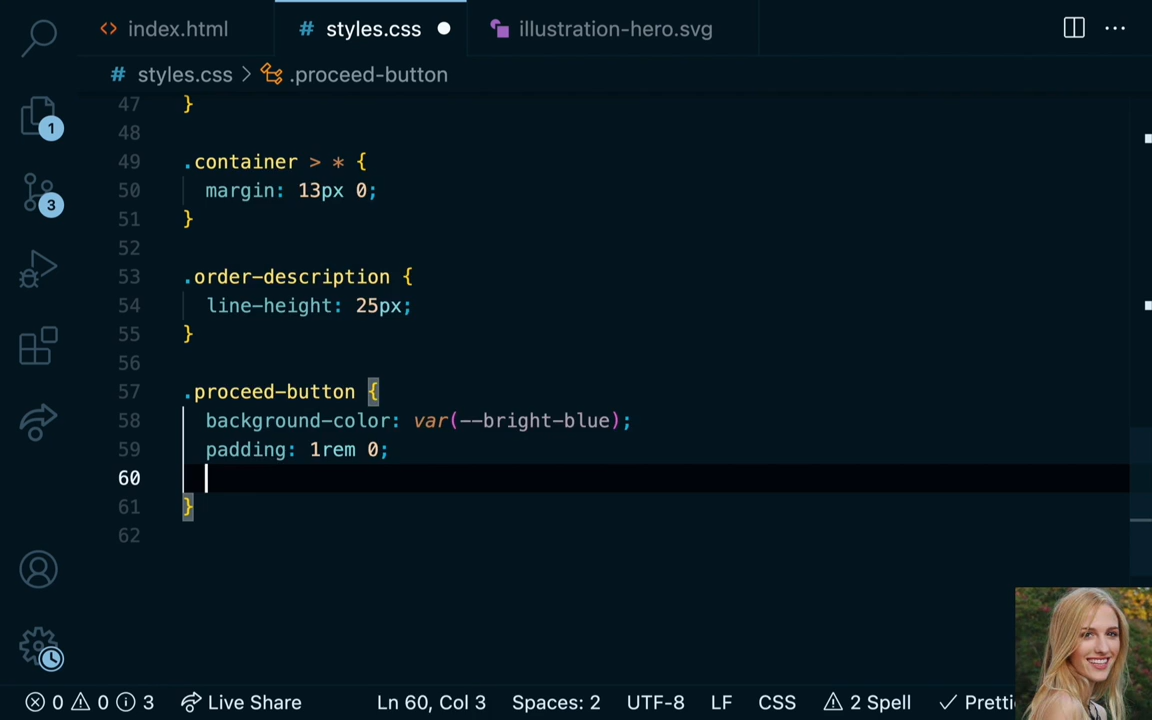 index.html
styles.css
illustration-hero.svg
styles.css > .proceed-button
47 }
48
49 .container > * {
50 margin: 13px 0;
51 }
52
53 .order-description {
54 line-height: 25px;
55 }
56
57 .proceed-button {
58 background-color: var(--bright-blue);
59 padding: 1rem 0;
60
61 }
62
1
3
0 0 3 Live Share Ln 60, Col 3 Spaces: 2 UTF-8 LF CSS 2 Spell Pretti